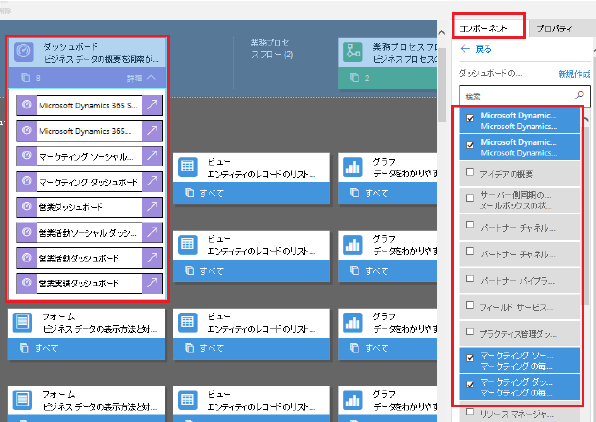 ダッシュボード
ビジネス データの概要を関係が...
8
詳細
Microsoft Dynamics 365 S...
Microsoft Dynamics 365...
マーケティング ソーシャル...
マーケティング ダッシュボード
営業ダッシュボード
営業活動ソーシャル ダッシ...
営業活動ダッシュボード
営業実績ダッシュボード
業務プロセ
ス フロー (2)
業務プロセス フロ...
ビジネス プロセスの
2
ビュー
エンティティのレコードのリスト...
すべて
グラフ
データをわかりやす
すべて
ビュー
エンティティのレコードのリスト...
すべて
グラフ
データをわかりやす
すべて
フォーム
ビジネス データの表示方法と対...
すべて
ビュー
エンティティのレコードのリスト...
すべて
グラフ
データをわかりやす
すべて
フォーム
ビジネス データの表示方法と対...
ビュー
エンティティのレコードのリスト...
グラフ
データをわかりやす
コンポーネント
プロパティ
戻る
ダッシュボードの...
新規作成
検索
Microsoft Dynamic...
Microsoft Dynamics...
Microsoft Dynamic...
Microsoft Dynamics...
アイデアの概要
サーバー側同期の...
メールボックスの状...
パートナー チャネル...
パートナー チャネル...
パートナー パイプラ...
フィールド サービス...
プラクティス管理ダッ...
マーケティング ソー...
マーケティングの毎...
マーケティング ダッ...
マーケティングの毎...
リソース マネージャ...